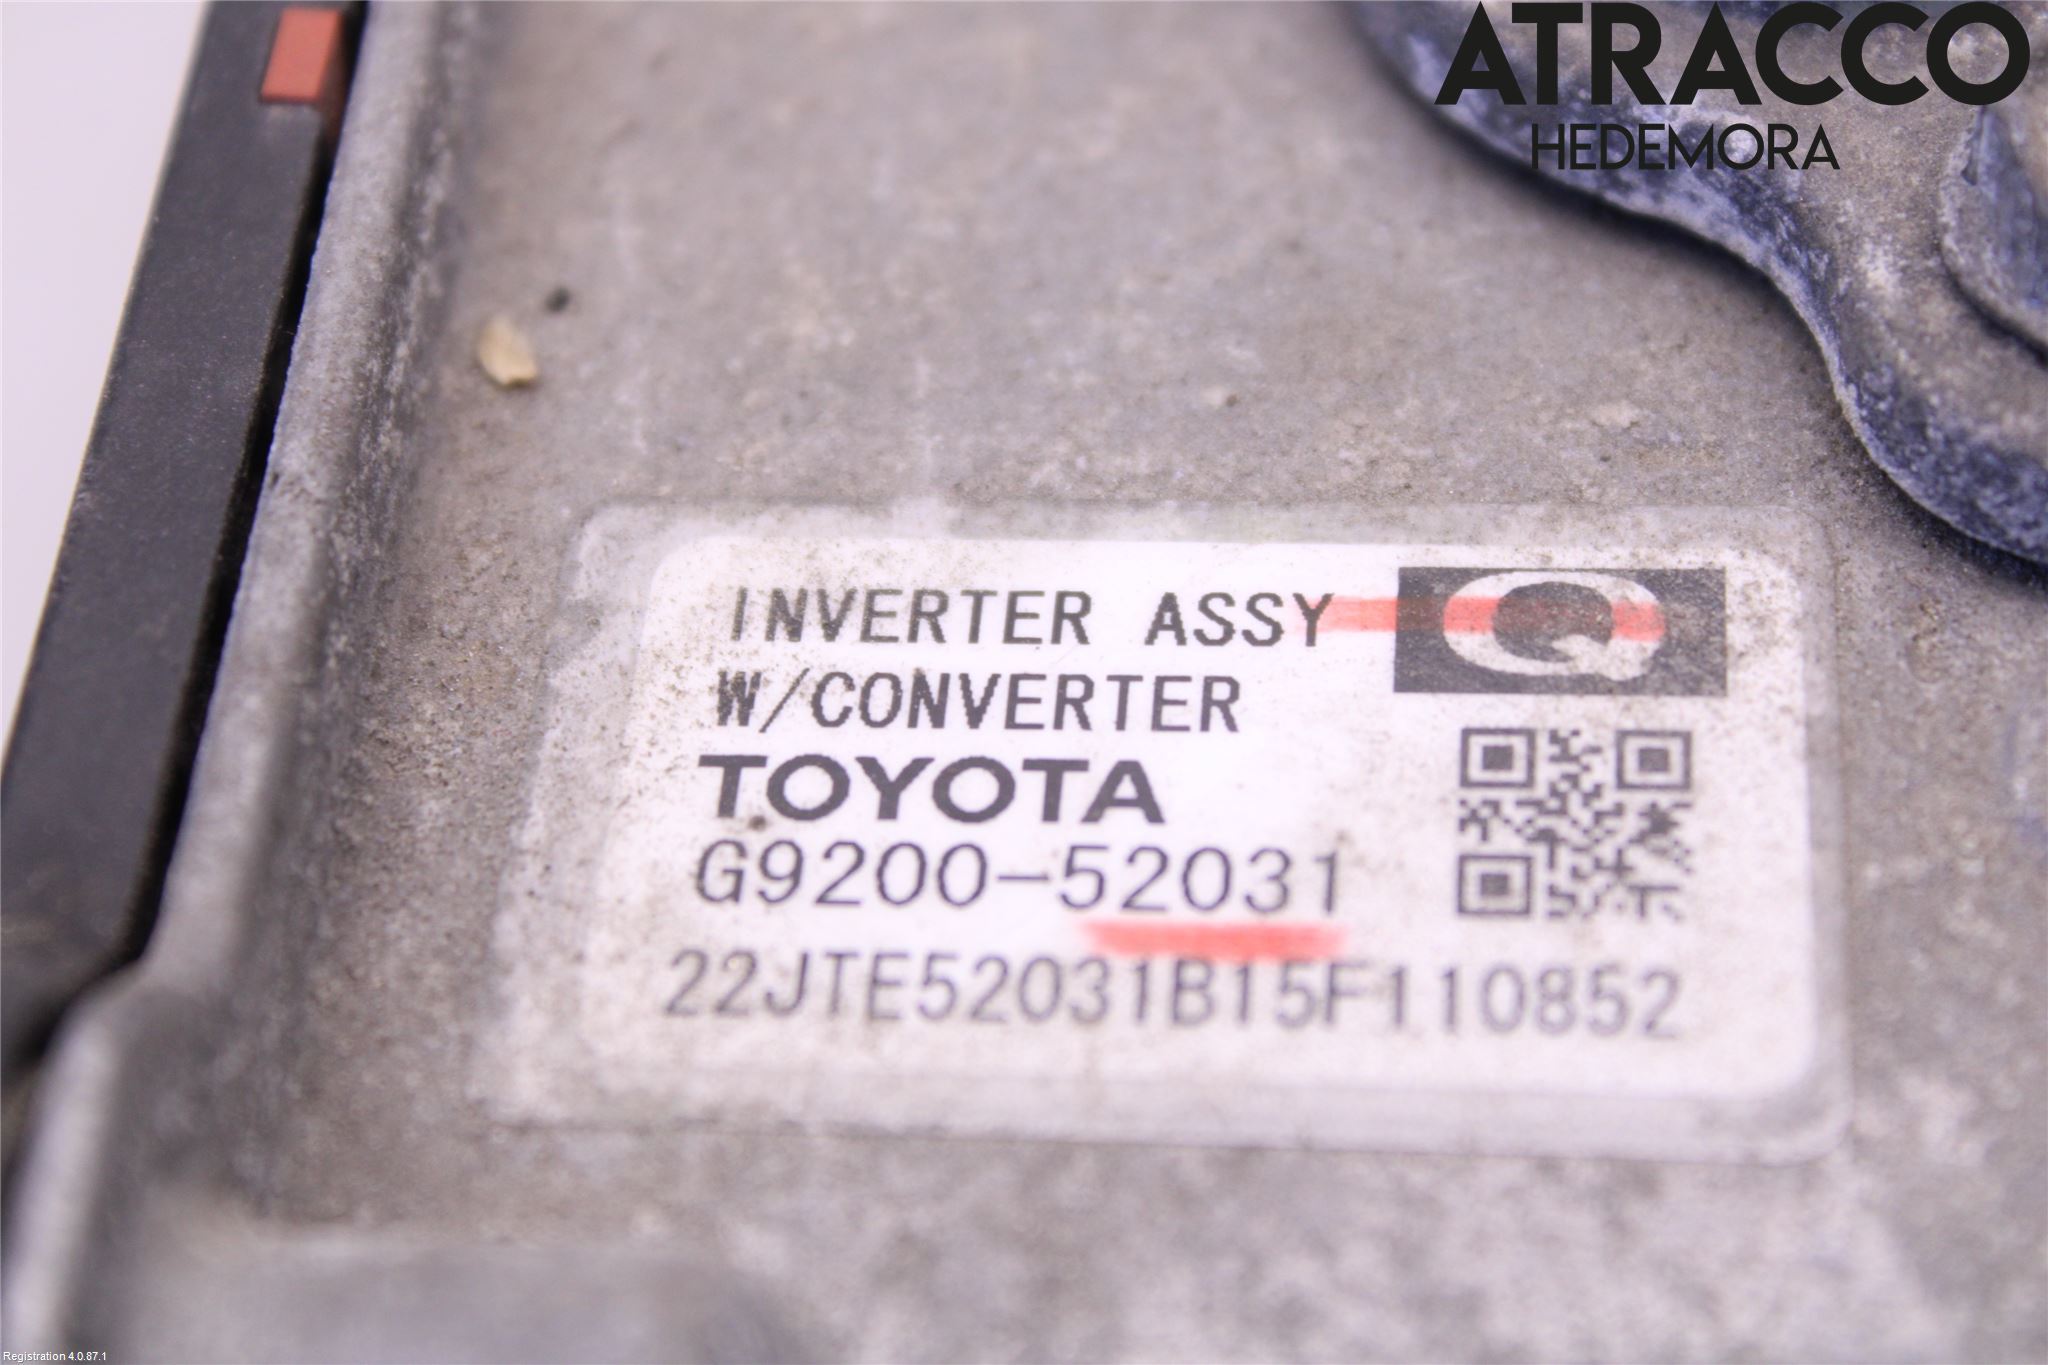 ATRACCO
HEDEMORA
INVERTER ASSY
Q
W/CONVERTER
TOYOTA
G9200-52031
22JTE52031B15F110852
Registration 4.0.87.1